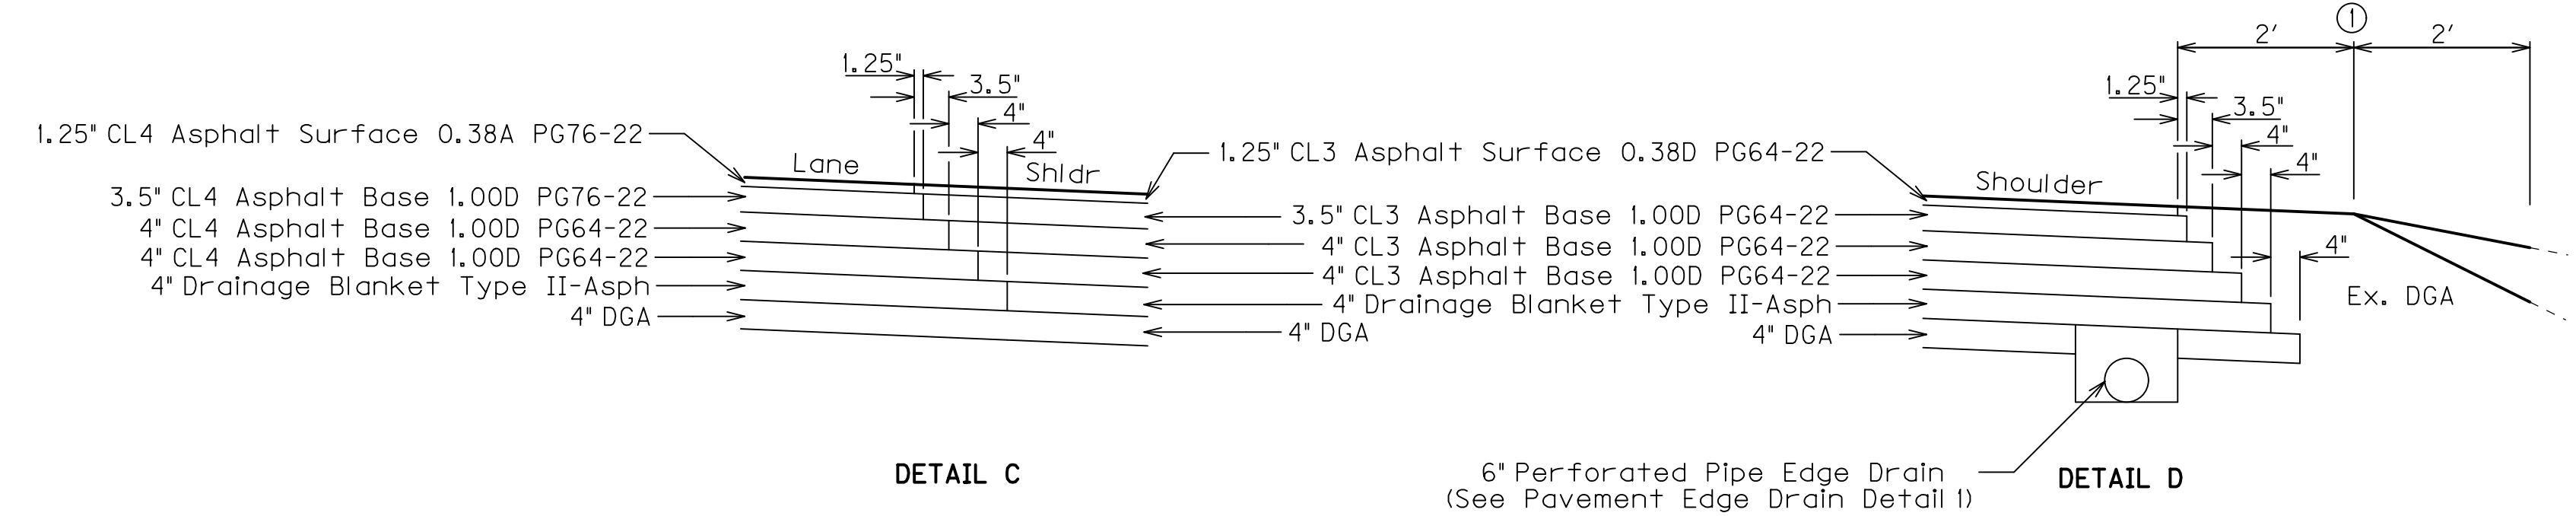 1
2′
2′
1.25"
3.5"
4"
4"
1.25"
3.5"
4"
4"
4"
1.25" CL4 Asphalt Surface 0.38A PG76-22
3.5" CL4 Asphalt Base 1.00D PG76-22
4" CL4 Asphalt Base 1.00D PG64-22
4" CL4 Asphalt Base 1.00D PG64-22
4" Drainage Blanket Type II-Asph
4" DGA
Lane
Shldr
1.25" CL3 Asphalt Surface 0.38D PG64-22
3.5" CL3 Asphalt Base 1.00D PG64-22
4" CL3 Asphalt Base 1.00D PG64-22
4" CL3 Asphalt Base 1.00D PG64-22
4" Drainage Blanket Type II-Asph
4" DGA
4" DGA
Shoulder
Ex. DGA
DETAIL C
6" Perforated Pipe Edge Drain
(See Pavement Edge Drain Detail 1)
DETAIL D